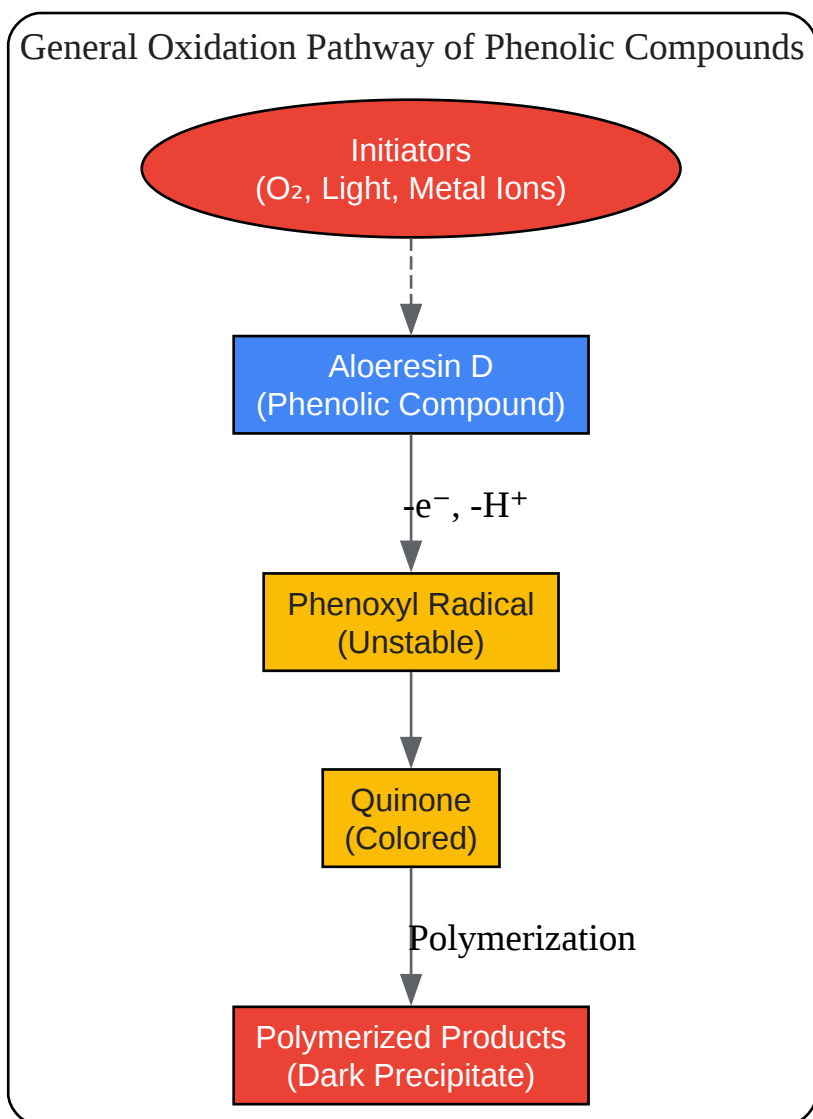 General Oxidation Pathway of Phenolic Compounds
Initiators
(O₂, Light, Metal Ions)
Aloeresin D
(Phenolic Compound)
-e⁻, -H⁺
Phenoxyl Radical
(Unstable)
Quinone
(Colored)
Polymerization
Polymerized Products
(Dark Precipitate)